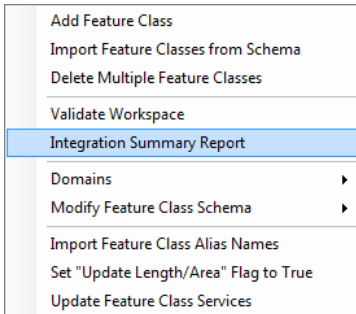 Add Feature Class
Import Feature Classes from Schema
Delete Multiple Feature Classes
Validate Workspace
Integration Summary Report
Domains
Modify Feature Class Schema
Import Feature Class Alias Names
Set "Update Length/Area" Flag to True
Update Feature Class Services